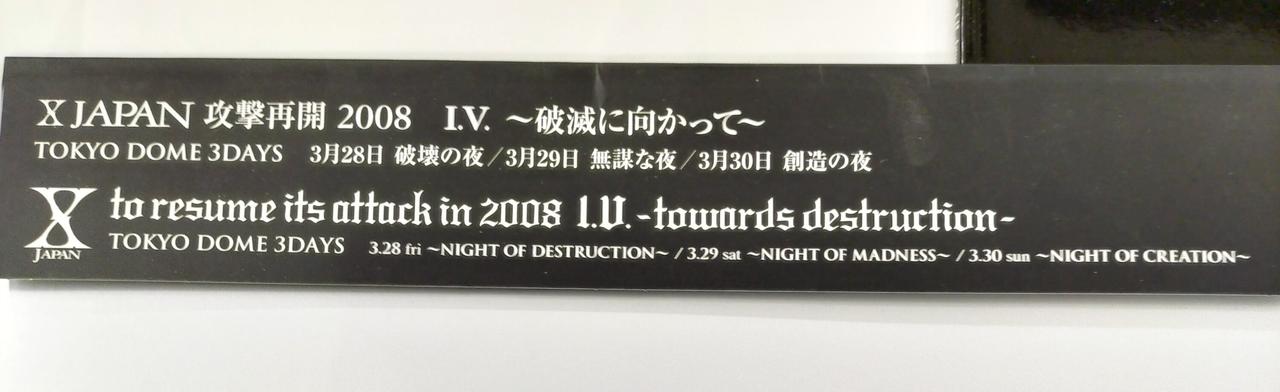 X JAPAN 攻撃再開 2008 I.V. ～破滅に向かって～
TOKYO DOME 3DAYS 3月28日 破壊の夜／3月29日 無謀な夜／3月30日 創造の夜
X JAPAN
to resume its attack in 2008 I.V. -towards destruction-
TOKYO DOME 3DAYS 3.28 fri ~NIGHT OF DESTRUCTION~ / 3.29 sat ~NIGHT OF MADNESS~ / 3.30 sun ~NIGHT OF CREATION~